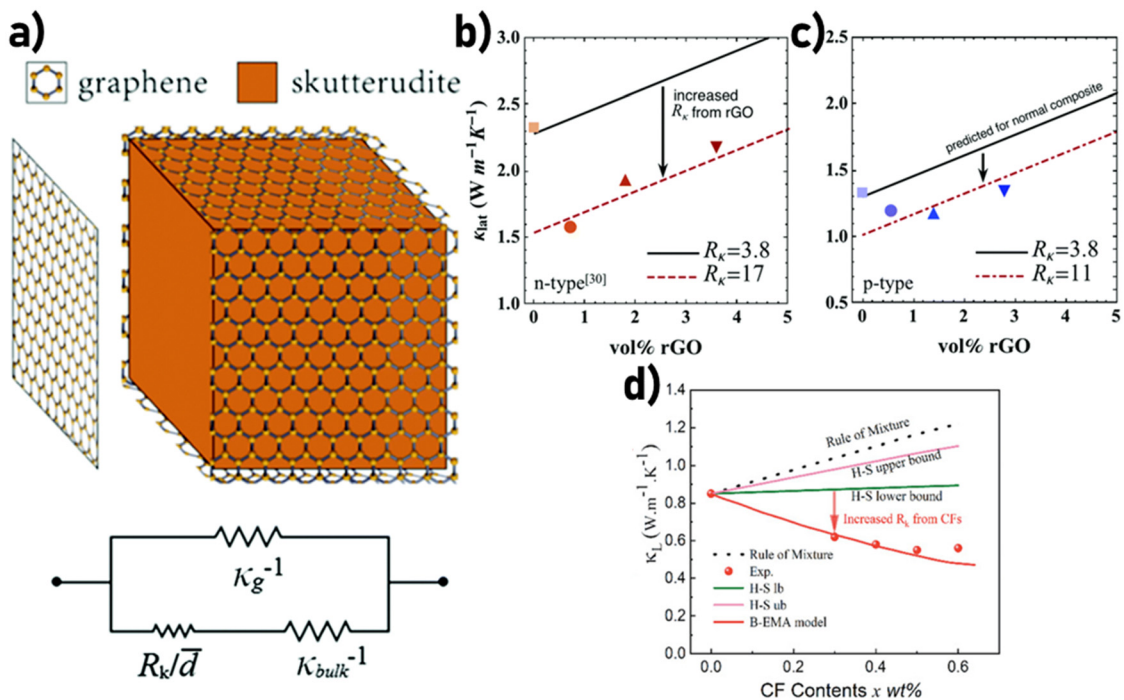 a)
graphene
skutterudite
κg⁻¹
Rk/d̅
κbulk⁻¹
b)
κlat (W m⁻¹ K⁻¹)
3.0
2.5
2.0
1.5
1.0
increased
Rκ from rGO
Rκ=3.8
Rκ=17
n-type[30]
0
1
2
3
4
5
vol% rGO
c)
2.5
2.0
1.5
1.0
0.5
predicted for normal composite
Rκ=3.8
Rκ=11
p-type
0
1
2
3
4
5
vol% rGO
d)
κL (W.m⁻¹.K⁻¹)
1.4
1.2
1.0
0.8
0.6
0.4
0.2
0.0
Rule of Mixture
H-S upper bound
H-S lower bound
Increased Rk from CFs
Rule of Mixture
Exp.
H-S lb
H-S ub
B-EMA model
0.0
0.2
0.4
0.6
CF Contents x wt%